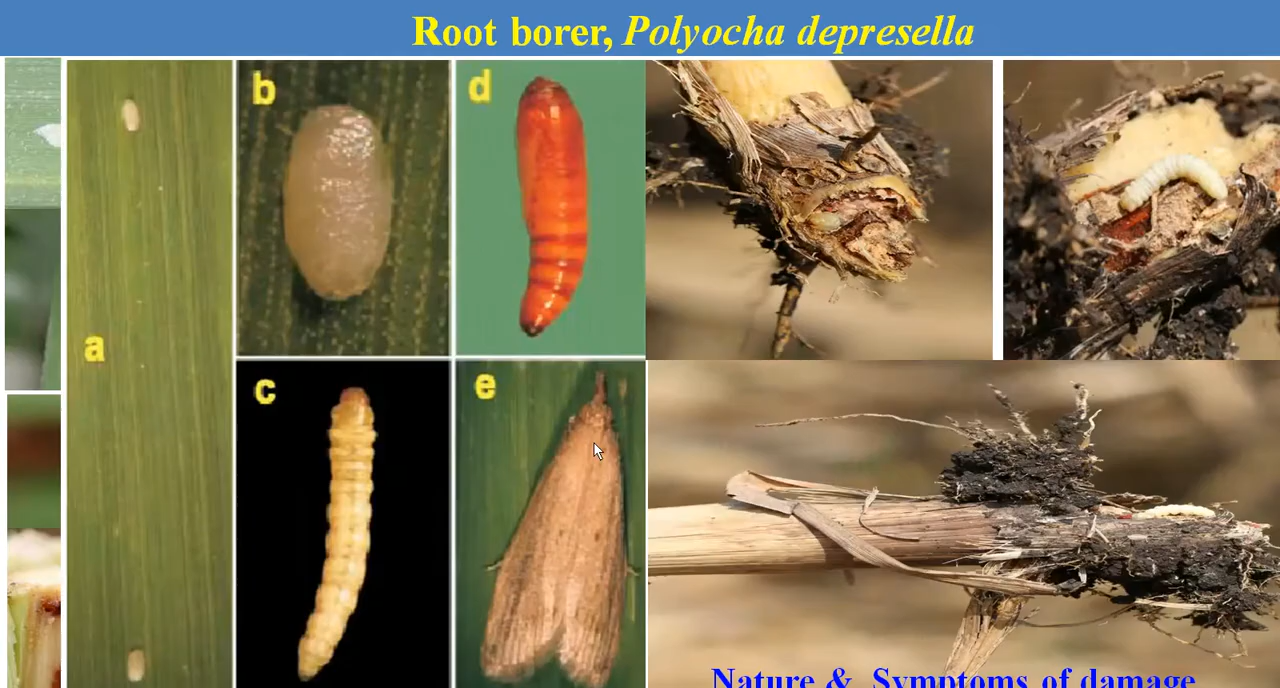 Root borer, Polyocha depresella
a
b
c
d
e
Nature & Symptoms of damage